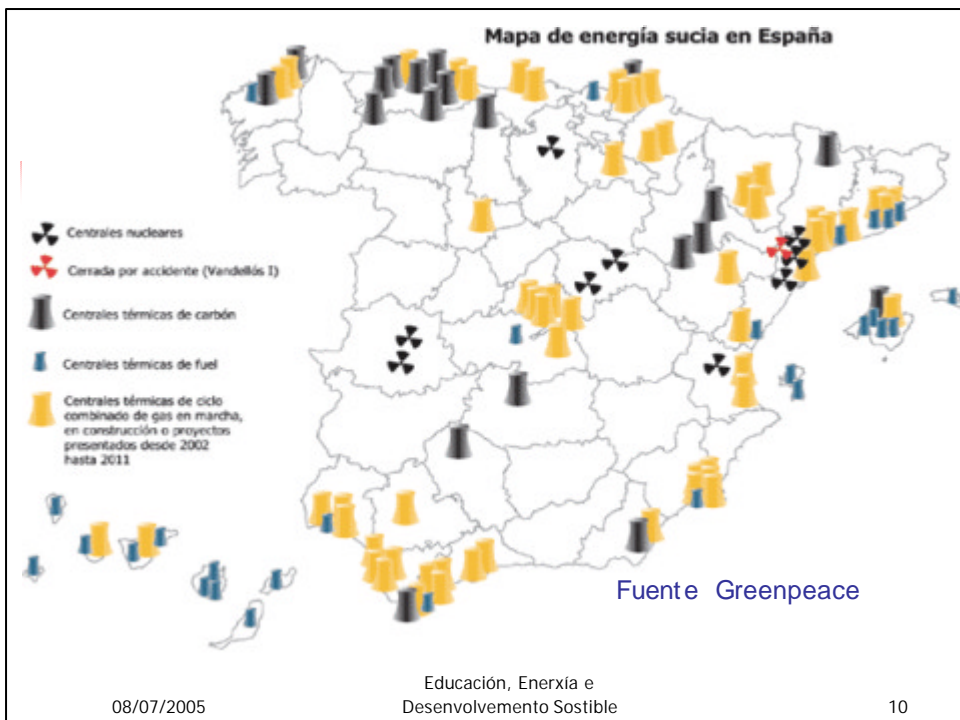 Mapa de energía sucia en España
Centrales nucleares
Cerrada por accidente (Vandellós I)
Centrales térmicas de carbón
Centrales térmicas de fuel
Centrales térmicas de ciclo
combinado de gas en marcha,
en construcción o proyectos
presentados desde 2002
hasta 2011
Fuente Greenpeace
08/07/2005
Educación, Enerxía e
Desenvolvemento Sostible
10